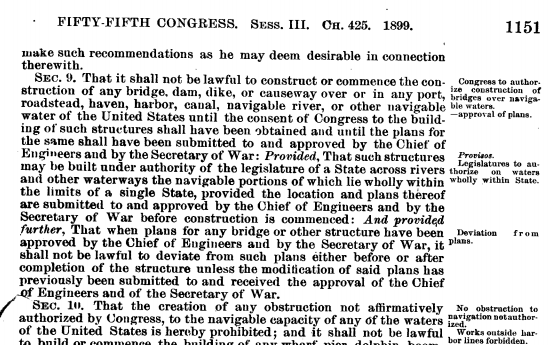 FIFTY-FIFTH CONGRESS. SESS. III. CH. 425. 1899.
1151
make such recommendations as he may deem desirable in connection
therewith.
SEC. 9. That it shall not be lawful to construct or commence the con-
struction of any bridge, dam, dike, or causeway over or in any port,
roadstead, haven, harbor, canal, navigable river, or other navigable
water of the United States until the consent of Congress to the build-
ing of such structures shall have been obtained and until the plans for
the same shall have been submitted to and approved by the Chief of
Engineers and by the Secretary of War: Provided, That such structures
may be built under authority of the legislature of a State across rivers
and other waterways the navigable portions of which lie wholly within
the limits of a single State, provided the location and plans thereof
are submitted to and approved by the Chief of Engineers and by the
Secretary of War before construction is commenced: And provided
further, That when plans for any bridge or other structure have been
approved by the Chief of Engineers and by the Secretary of War, it
shall not be lawful to deviate from such plans either before or after
completion of the structure unless the modification of said plans has
previously been submitted to and received the approval of the Chief
of Engineers and of the Secretary of War.
SEC. 10. That the creation of any obstruction not affirmatively
authorized by Congress, to the navigable capacity of any of the waters
of the United States is hereby prohibited; and it shall not be lawful
to build or commence the building of any wharf, pier, dolphin, boom,
Congress to author-
ize construction of
bridges over naviga-
ble waters.
—approval of plans.
Provisos.
Legislatures to au-
thorize on waters
wholly within State.
Deviation from
plans.
No obstruction to
navigation not author-
ized.
Works outside har-
bor lines forbidden.